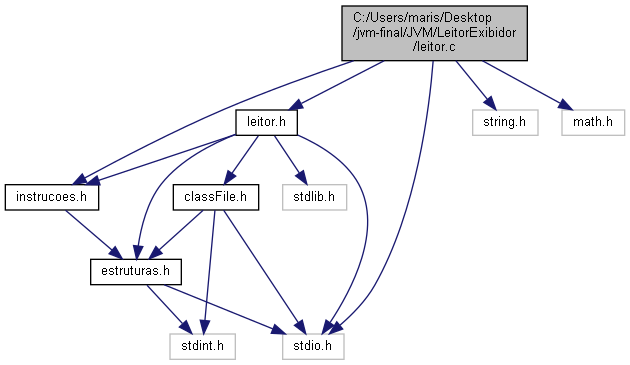 C:/Users/maris/Desktop
/jvm-final/JVM/LeitorExibidor
/leitor.c
leitor.h
string.h
math.h
instrucoes.h
classFile.h
stdlib.h
estruturas.h
stdint.h
stdio.h